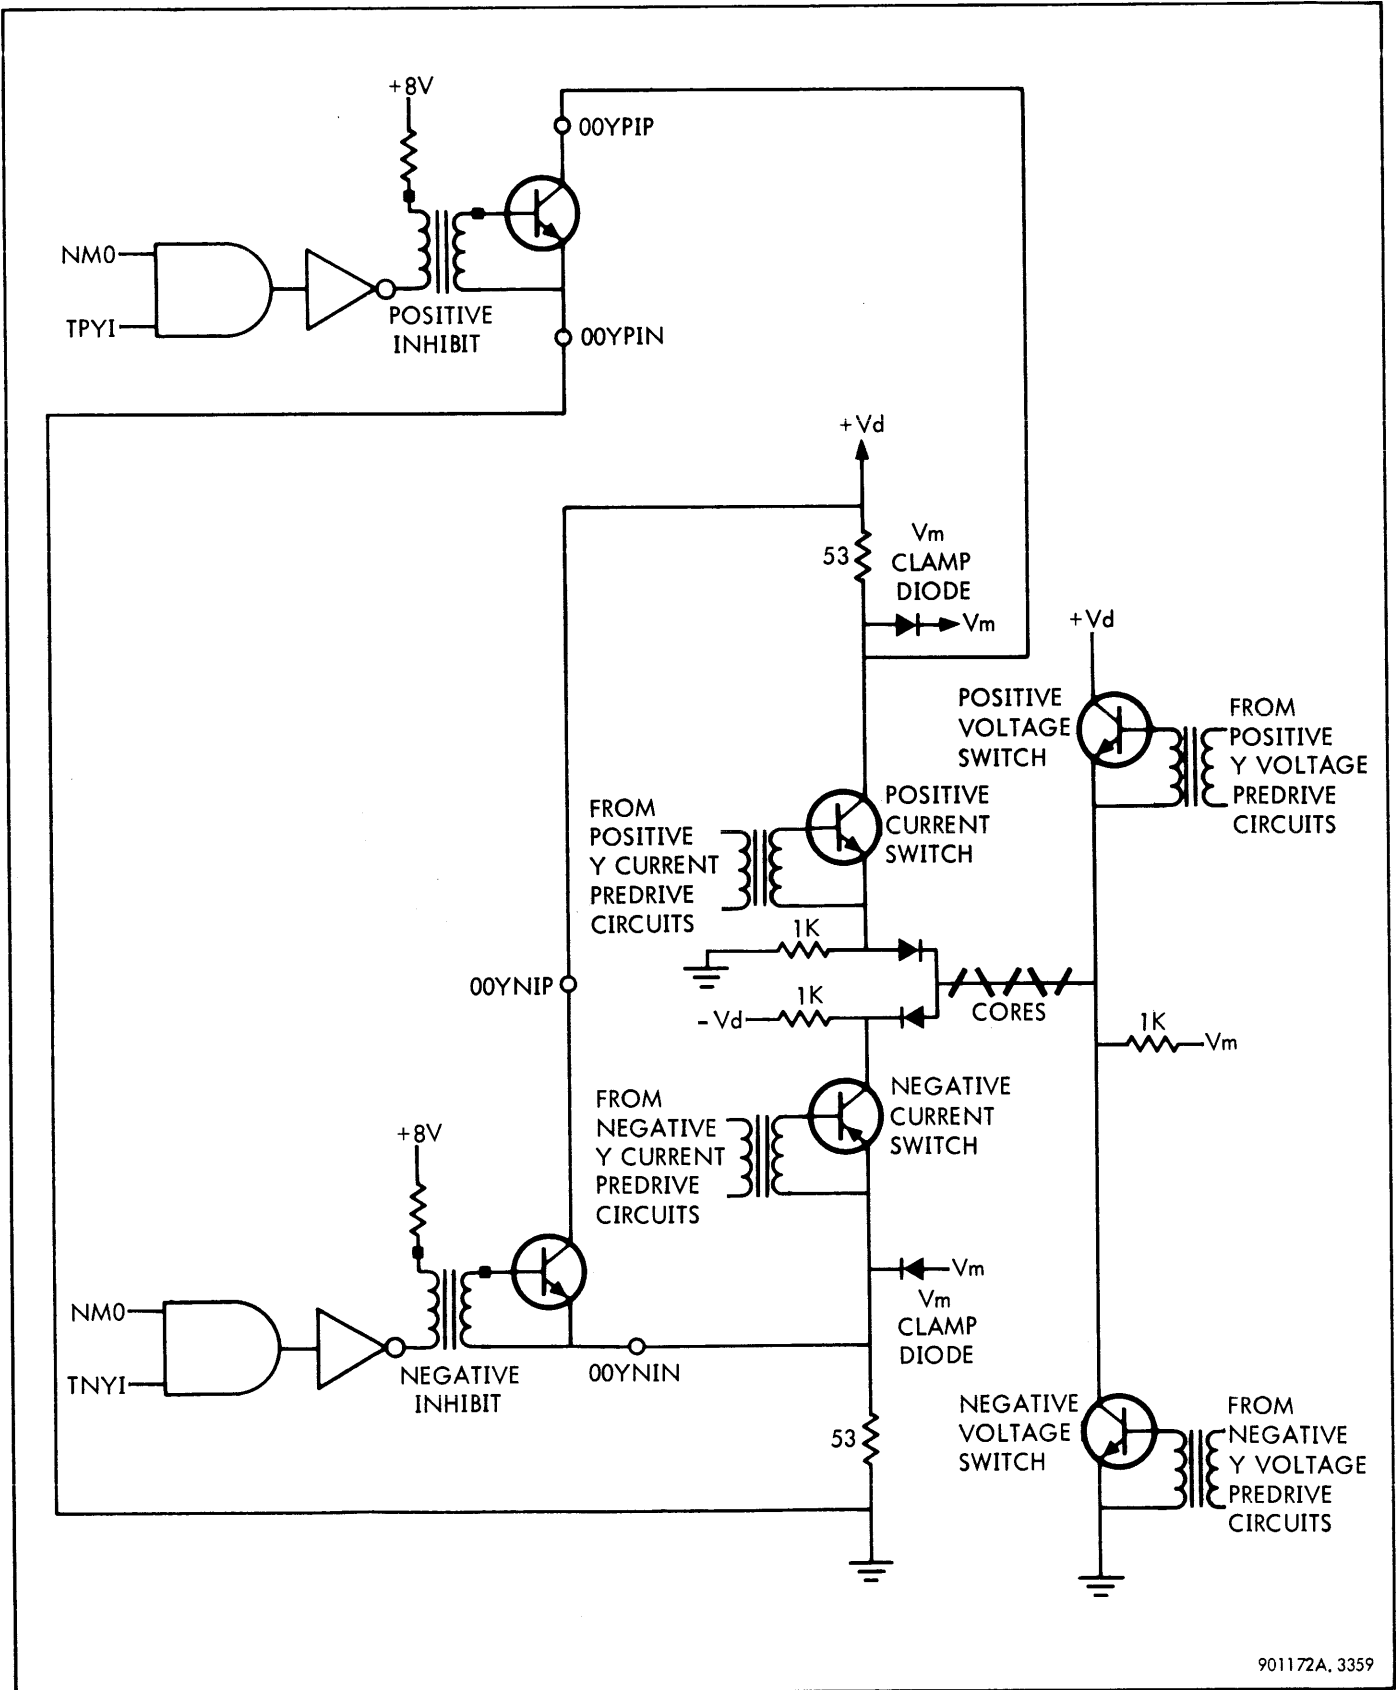 +8V
00YPIP
NM0
TPYI
POSITIVE
INHIBIT
00YPIN
+Vd
53
Vm
CLAMP
DIODE
Vm
+Vd
POSITIVE
VOLTAGE
SWITCH
FROM
POSITIVE
Y VOLTAGE
PREDRIVE
CIRCUITS
FROM
POSITIVE
Y CURRENT
PREDRIVE
CIRCUITS
POSITIVE
CURRENT
SWITCH
1K
00YNIP
1K
-Vd
CORES
1K
Vm
FROM
NEGATIVE
Y CURRENT
PREDRIVE
CIRCUITS
NEGATIVE
CURRENT
SWITCH
+8V
Vm
Vm
CLAMP
DIODE
NM0
TNYI
NEGATIVE
INHIBIT
00YNIN
53
NEGATIVE
VOLTAGE
SWITCH
FROM
NEGATIVE
Y VOLTAGE
PREDRIVE
CIRCUITS
901172A. 3359